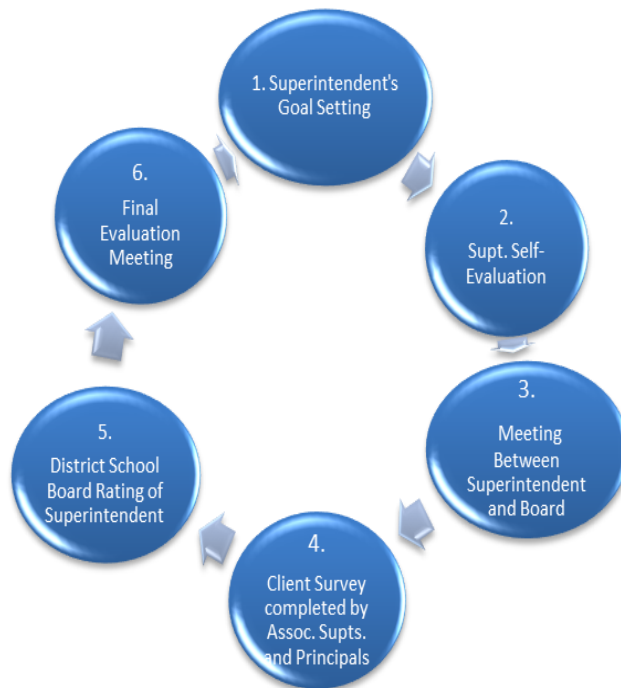 1. Superintendent's
Goal Setting
2.
Supt. Self-
Evaluation
3.
Meeting
Between
Superintendent
and Board
4.
Client Survey
completed by
Assoc. Supts.
and Principals
5.
District School
Board Rating of
Superintendent
6.
Final
Evaluation
Meeting